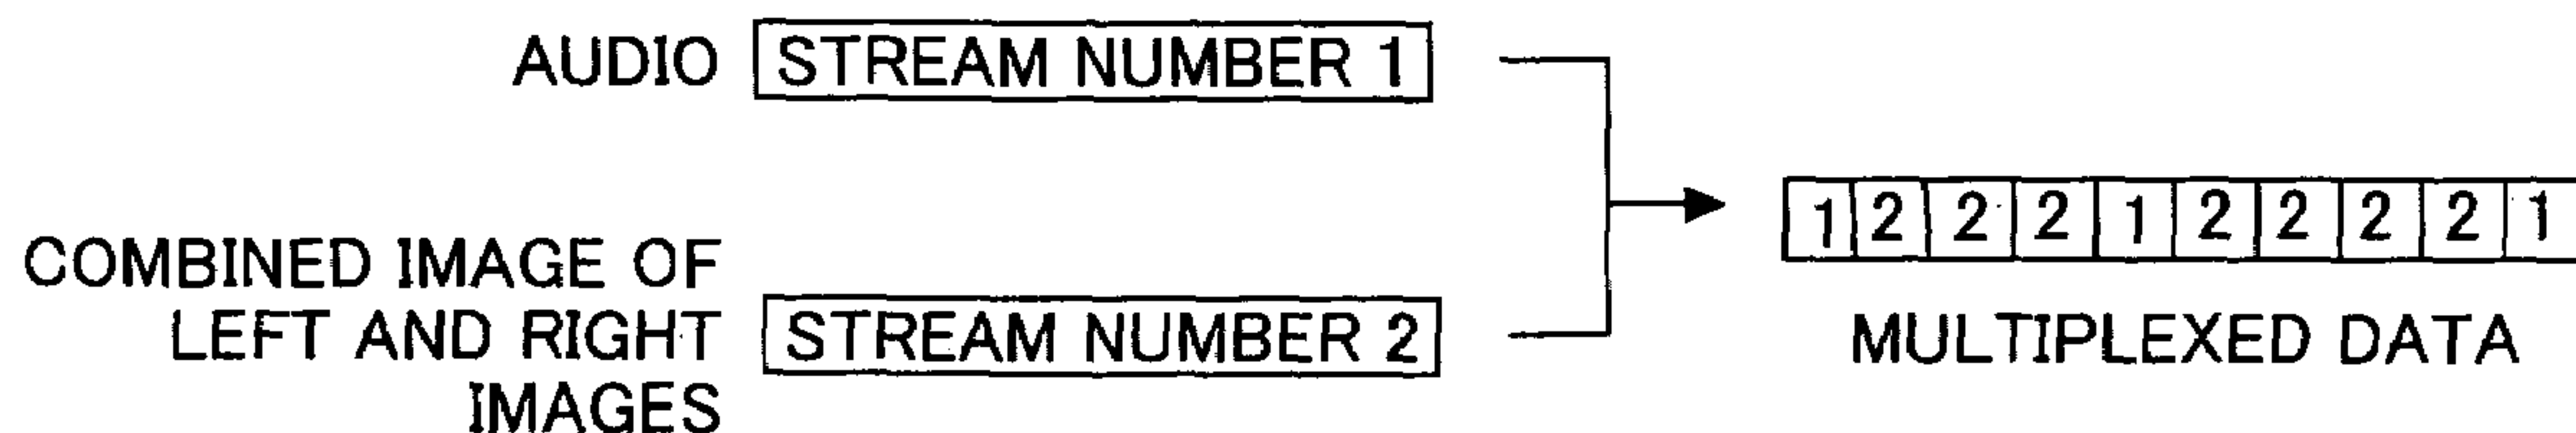 AUDIO STREAM NUMBER 1
1 2 2 2 1 2 2 2 2 1
COMBINED IMAGE OF
LEFT AND RIGHT STREAM NUMBER 2
IMAGES
MULTIPLEXED DATA